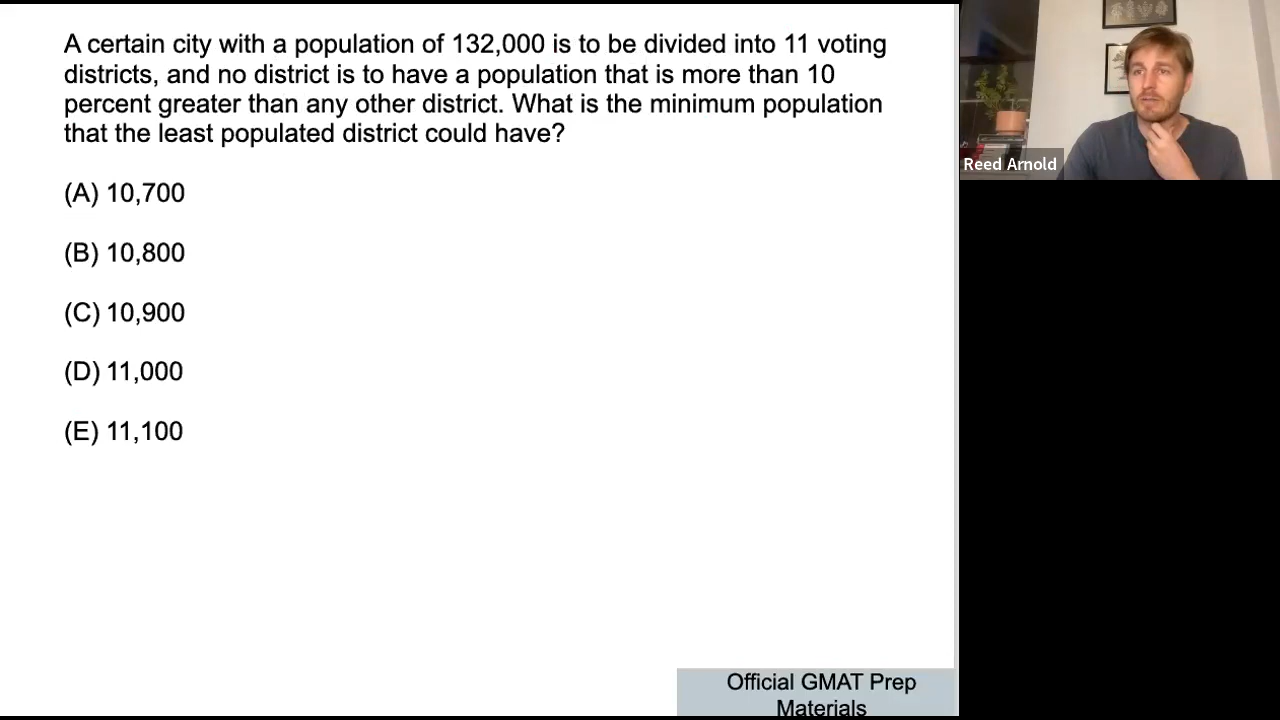 A certain city with a population of 132,000 is to be divided into 11 voting
districts, and no district is to have a population that is more than 10
percent greater than any other district. What is the minimum population
that the least populated district could have?
(A) 10,700
(B) 10,800
(C) 10,900
(D) 11,000
(E) 11,100
Reed Arnold
Official GMAT Prep
Materials